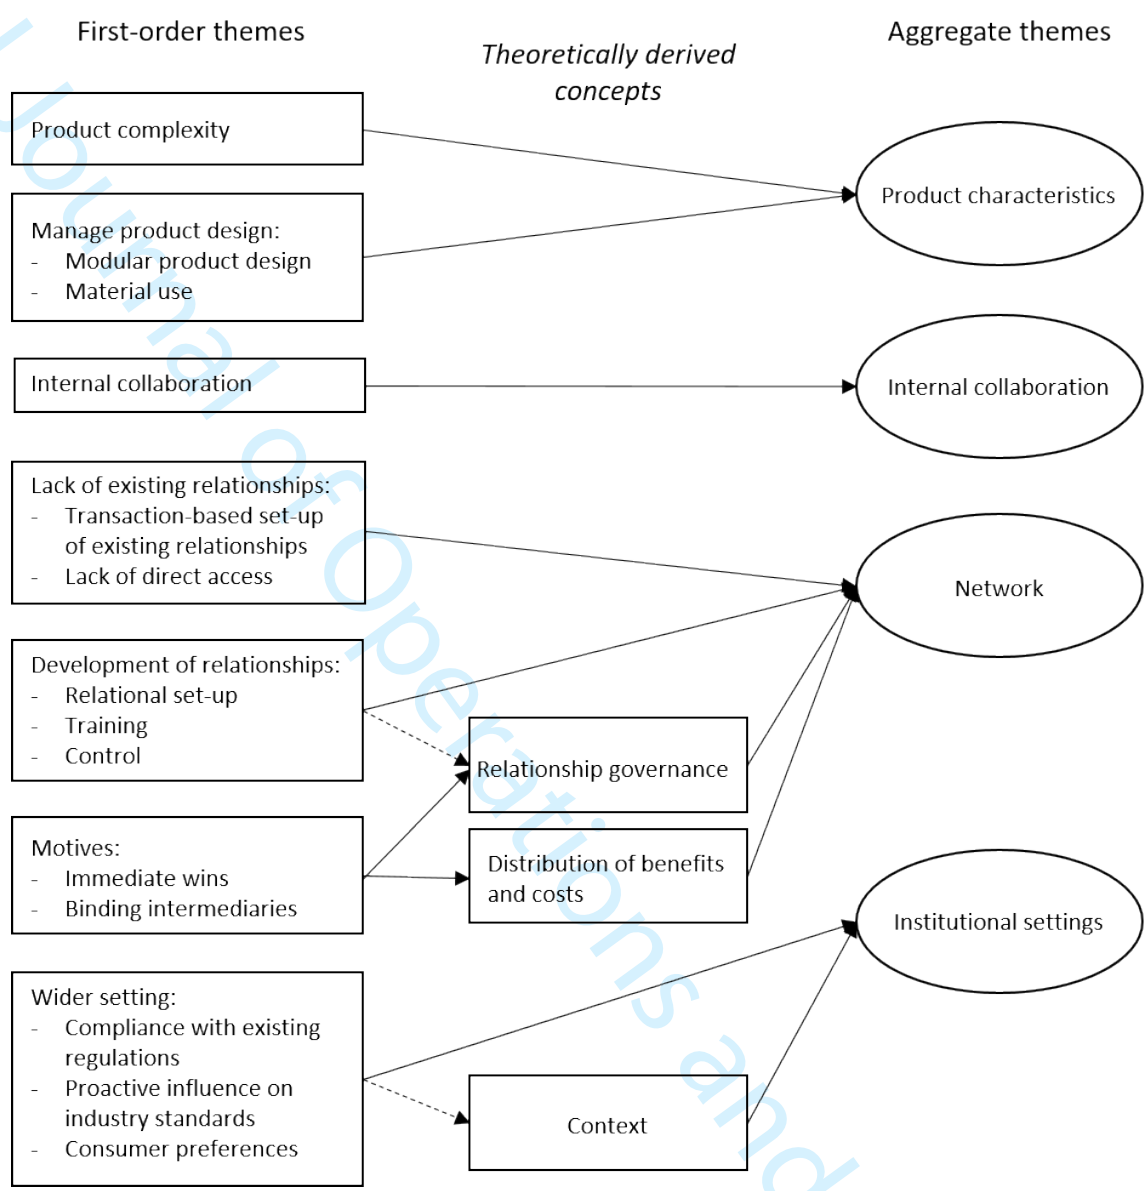 First-order themes
Theoretically derived
concepts
Aggregate themes
Product complexity
Manage product design:
- Modular product design
- Material use
Product characteristics
Internal collaboration
Internal collaboration
Lack of existing relationships:
- Transaction-based set-up
of existing relationships
- Lack of direct access
Network
Development of relationships:
- Relational set-up
- Training
- Control
Relationship governance
Motives:
- Immediate wins
- Binding intermediaries
Distribution of benefits
and costs
Institutional settings
Wider setting:
- Compliance with existing
regulations
- Proactive influence on
industry standards
- Consumer preferences
Context
Journal of Operations and